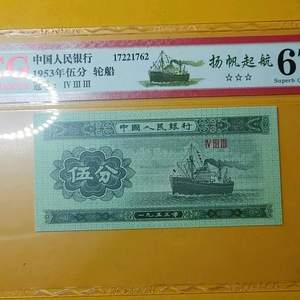 中国人民银行
17221762
1953年伍分 轮船
IV III III
扬帆起航
☆☆☆
67
Superb
中國人民銀行
IV III III
伍分
一九五三年